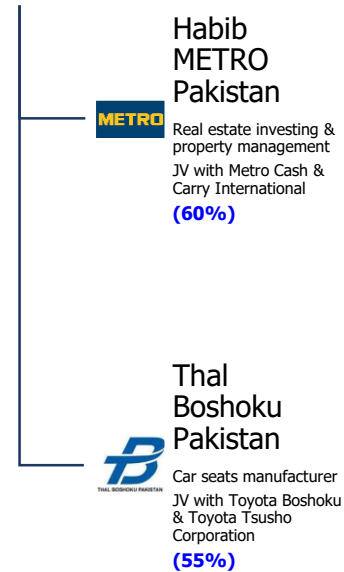 Habib
METRO
Pakistan
METRO
Real estate investing &
property management
JV with Metro Cash &
Carry International
(60%)
Thal
Boshoku
Pakistan
THAL BOSHOKU PAKISTAN
Car seats manufacturer
JV with Toyota Boshoku
& Toyota Tsusho
Corporation
(55%)